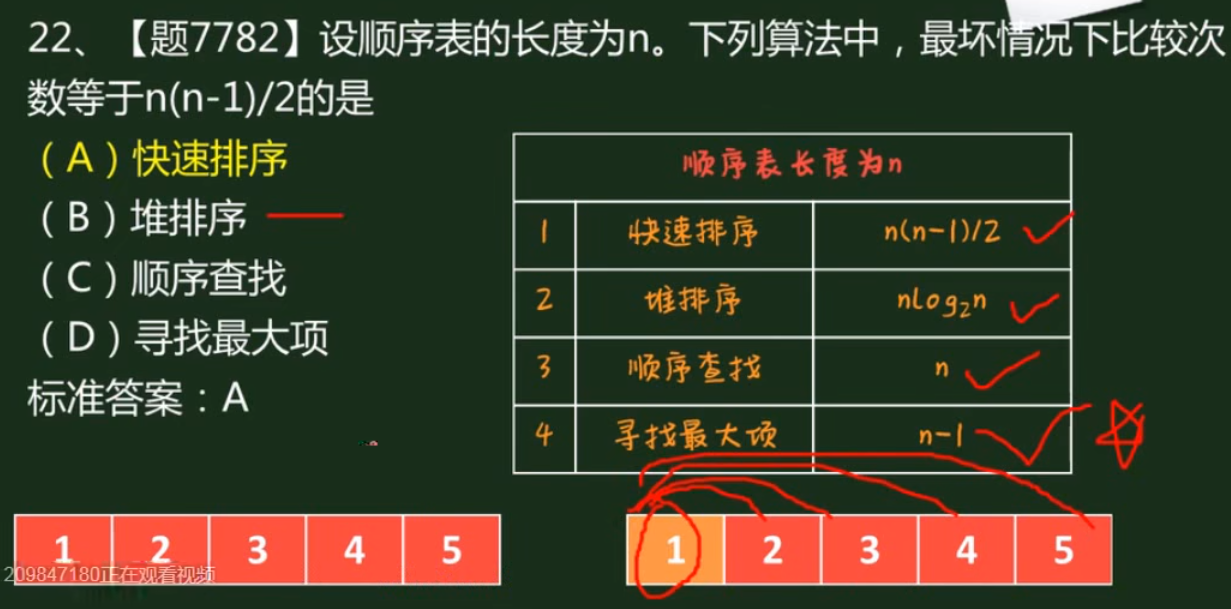 22、【题7782】设顺序表的长度为n。下列算法中，最坏情况下比较次
数等于n(n-1)/2的是
（A）快速排序
（B）堆排序
（C）顺序查找
（D）寻找最大项
标准答案：A
顺序表长度为n
1 快速排序 n(n-1)/2
2 堆排序 nlog₂n
3 顺序查找 n
4 寻找最大项 n-1
1 2 3 4 5
1 2 3 4 5
209847180正在观看视频